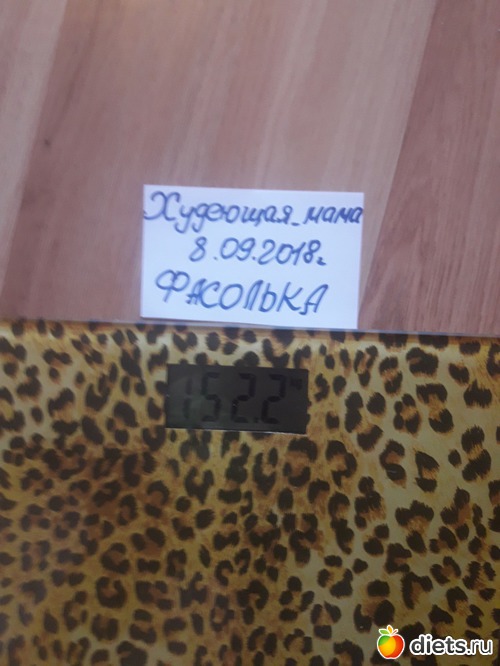 Худеющая_мама
8.09.2018г
ФАСОЛЬКА
152.2
diets.ru